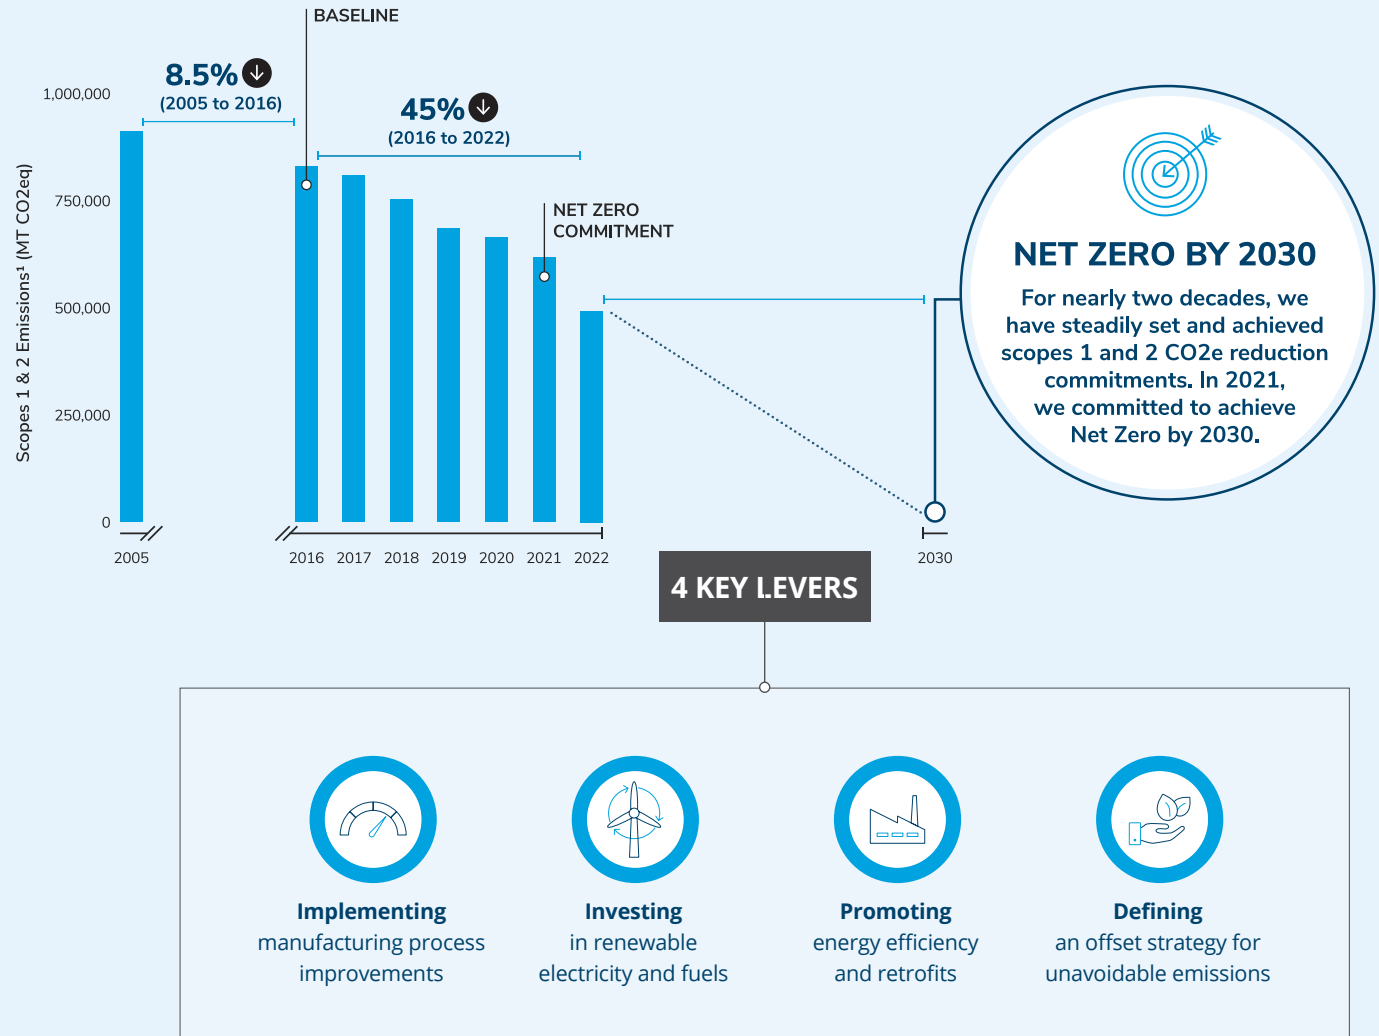 BASELINE
8.5%
(2005 to 2016)
45%
(2016 to 2022)
NET ZERO
COMMITMENT
Scopes 1 & 2 Emissions¹ (MT CO2eq)
1,000,000
750,000
500,000
250,000
0
2005
2016
2017
2018
2019
2020
2021
2022
2030
NET ZERO BY 2030
For nearly two decades, we
have steadily set and achieved
scopes 1 and 2 CO2e reduction
commitments. In 2021,
we committed to achieve
Net Zero by 2030.
4 KEY LEVERS
Implementing
manufacturing process
improvements
Investing
in renewable
electricity and fuels
Promoting
energy efficiency
and retrofits
Defining
an offset strategy for
unavoidable emissions